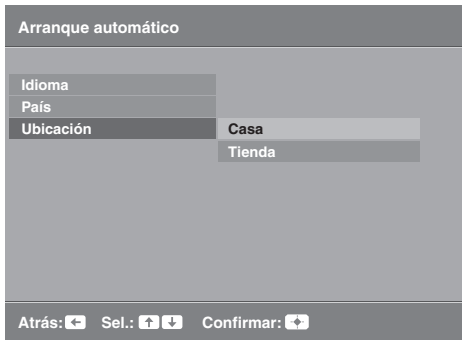 Arranque automático
Idioma
País
Ubicación Casa
Tienda
Atrás: Sel.: Confirmar: